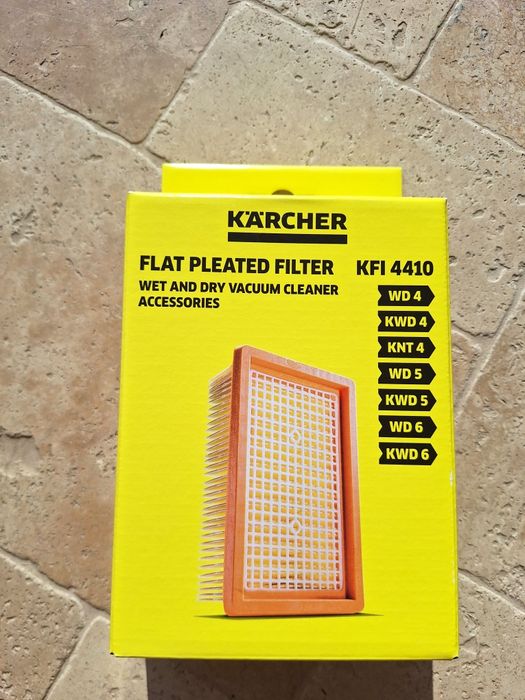 KÄRCHER
FLAT PLEATED FILTER KFI 4410
WET AND DRY VACUUM CLEANER
ACCESSORIES
WD 4
KWD 4
KNT 4
WD 5
KWD 5
WD 6
KWD 6